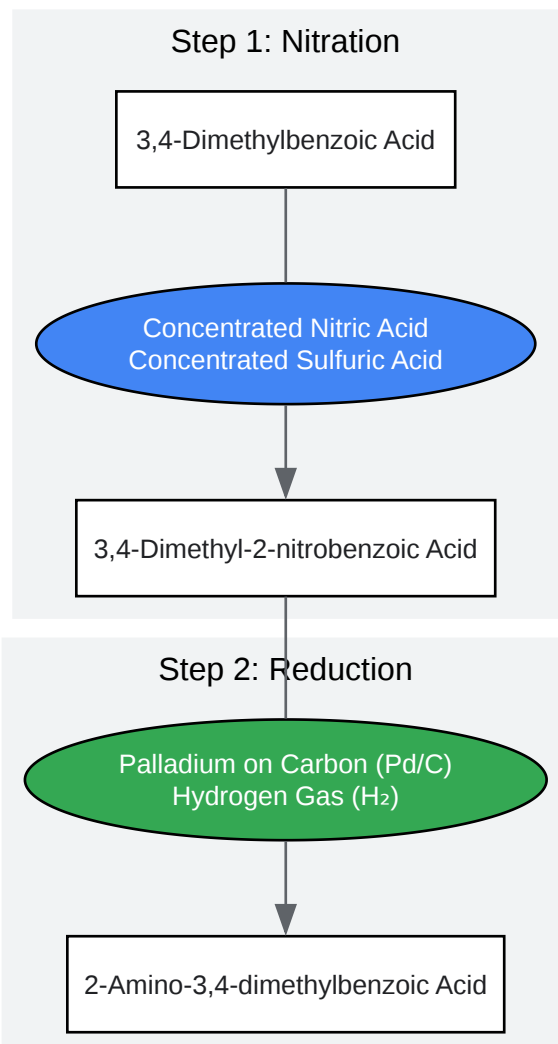 Step 1: Nitration
3,4-Dimethylbenzoic Acid
Concentrated Nitric Acid
Concentrated Sulfuric Acid
3,4-Dimethyl-2-nitrobenzoic Acid
Step 2: Reduction
Palladium on Carbon (Pd/C)
Hydrogen Gas (H₂)
2-Amino-3,4-dimethylbenzoic Acid